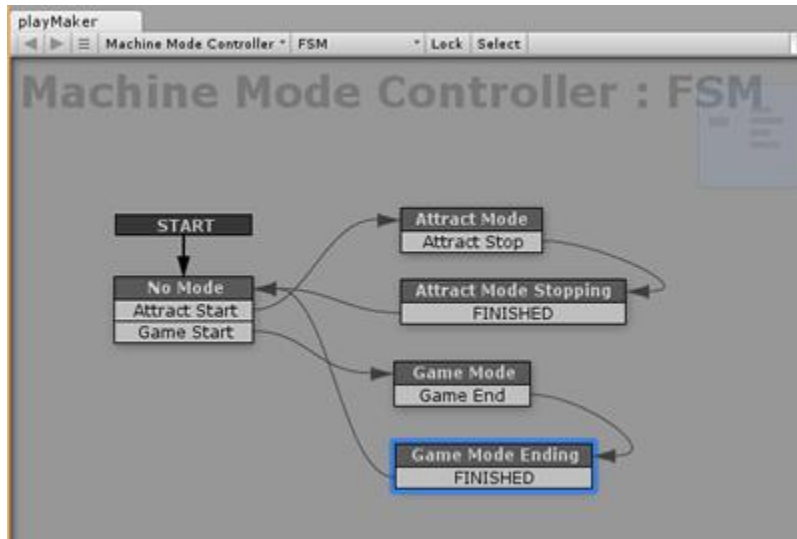 playMaker
Machine Mode Controller FSM Lock Select
Machine Mode Controller : FSM
START
No Mode
Attract Start
Game Start
Attract Mode
Attract Stop
Attract Mode Stopping
FINISHED
Game Mode
Game End
Game Mode Ending
FINISHED